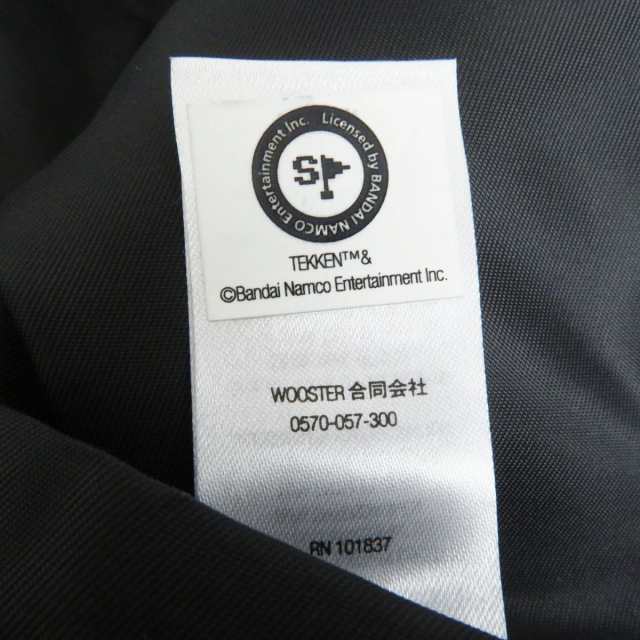 Licensed by BANDAI NAMCO Entertainment Inc.
S
TEKKEN™&
©Bandai Namco Entertainment Inc.
WOOSTER 合同会社
0570-057-300
RN 101837